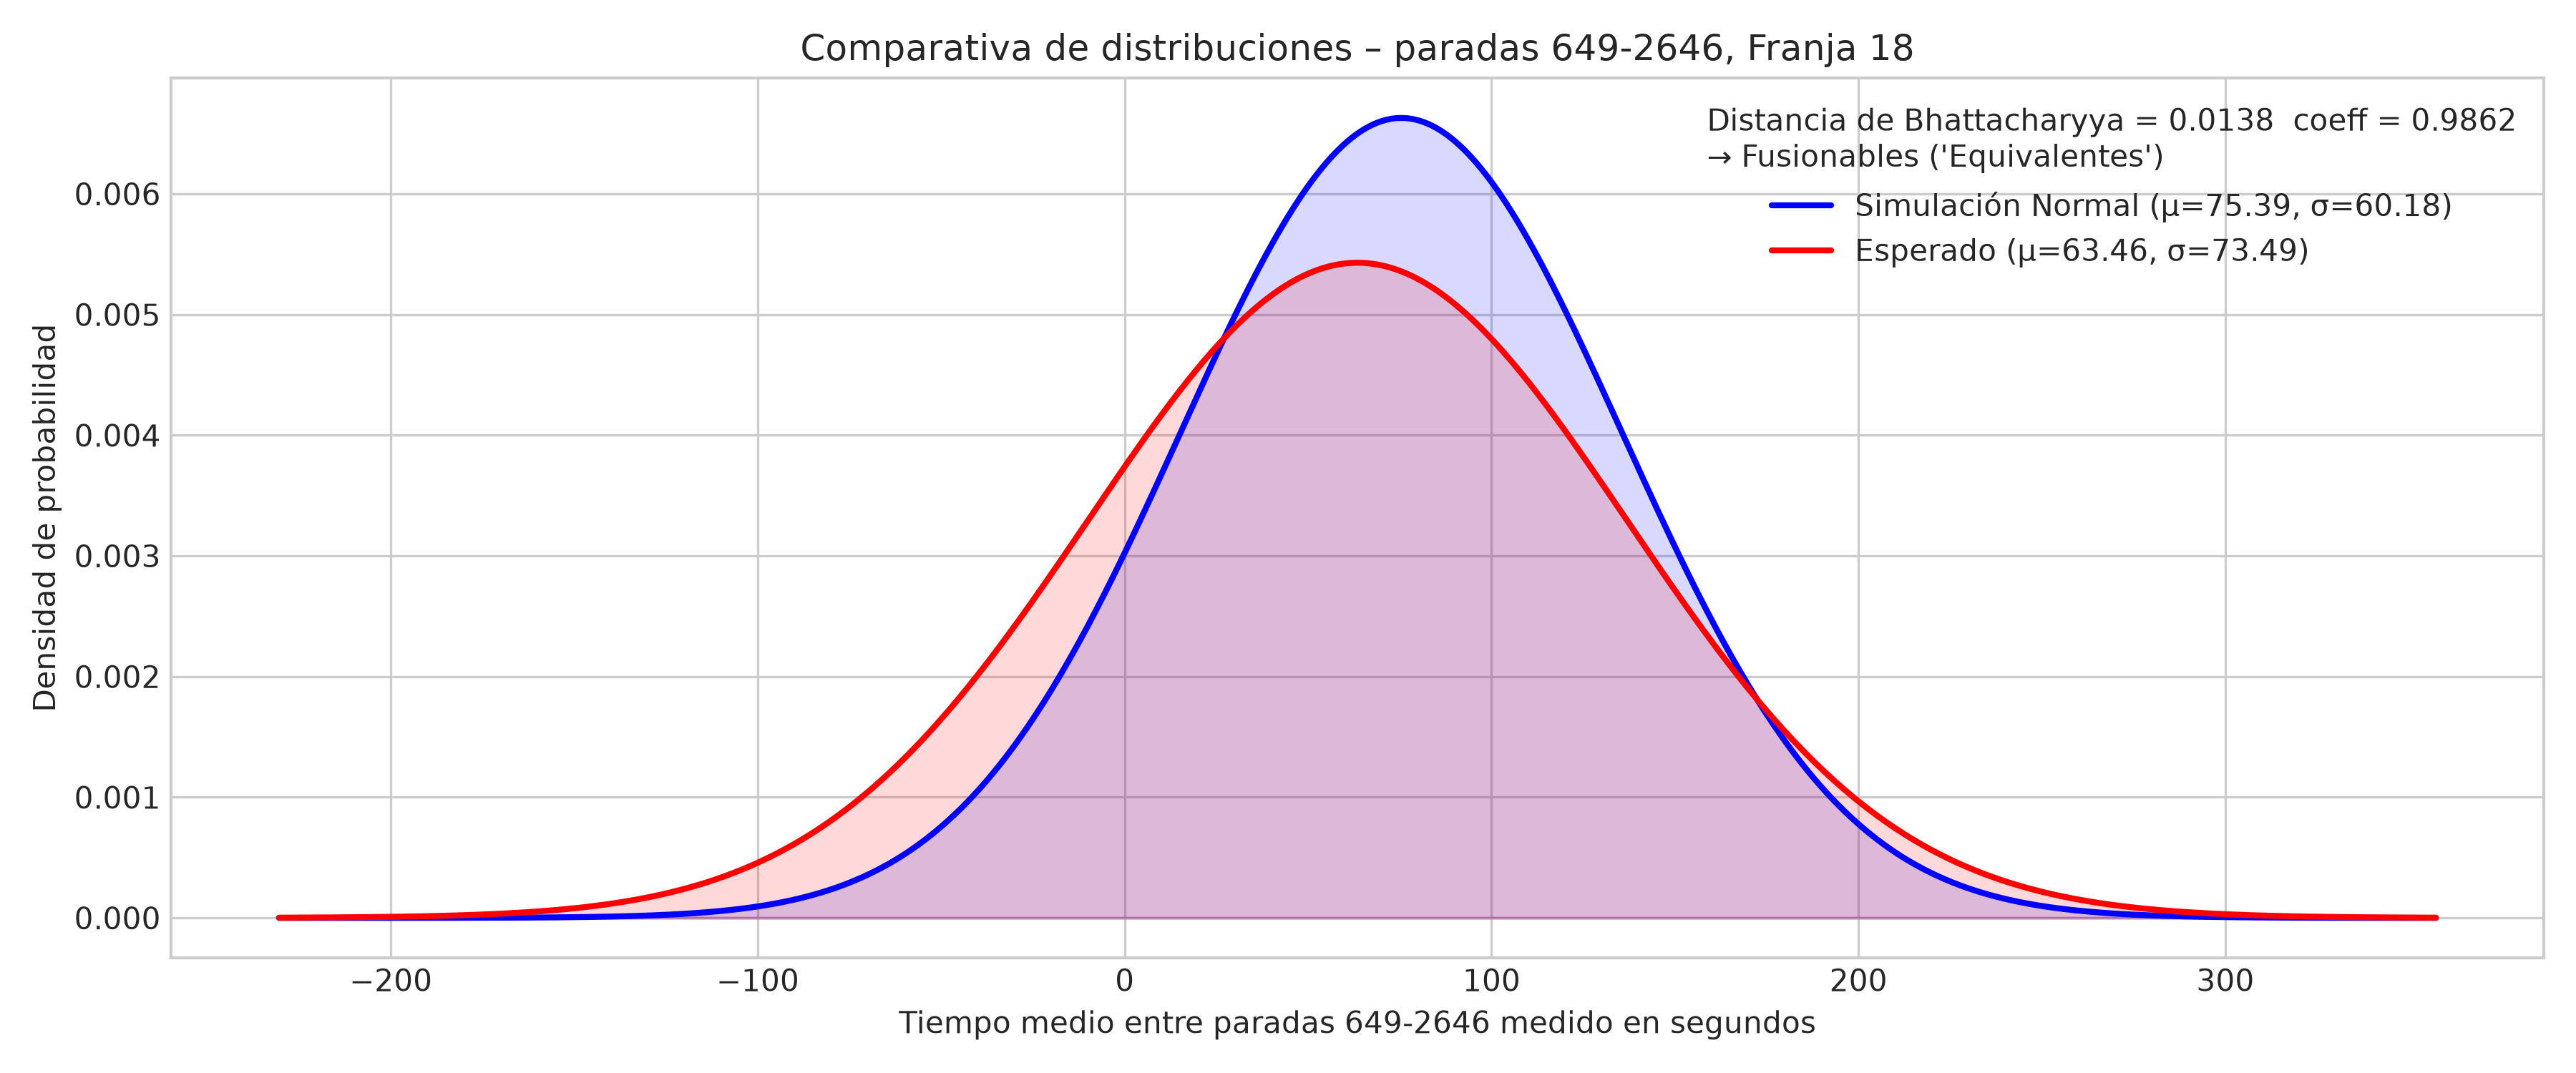 Comparativa de distribuciones – paradas 649-2646, Franja 18
Distancia de Bhattacharyya = 0.0138  coeff = 0.9862
→ Fusionables ('Equivalentes')
Simulación Normal (μ=75.39, σ=60.18)
Esperado (μ=63.46, σ=73.49)
Densidad de probabilidad
0.006
0.005
0.004
0.003
0.002
0.001
0.000
−200
−100
0
100
200
300
Tiempo medio entre paradas 649-2646 medido en segundos